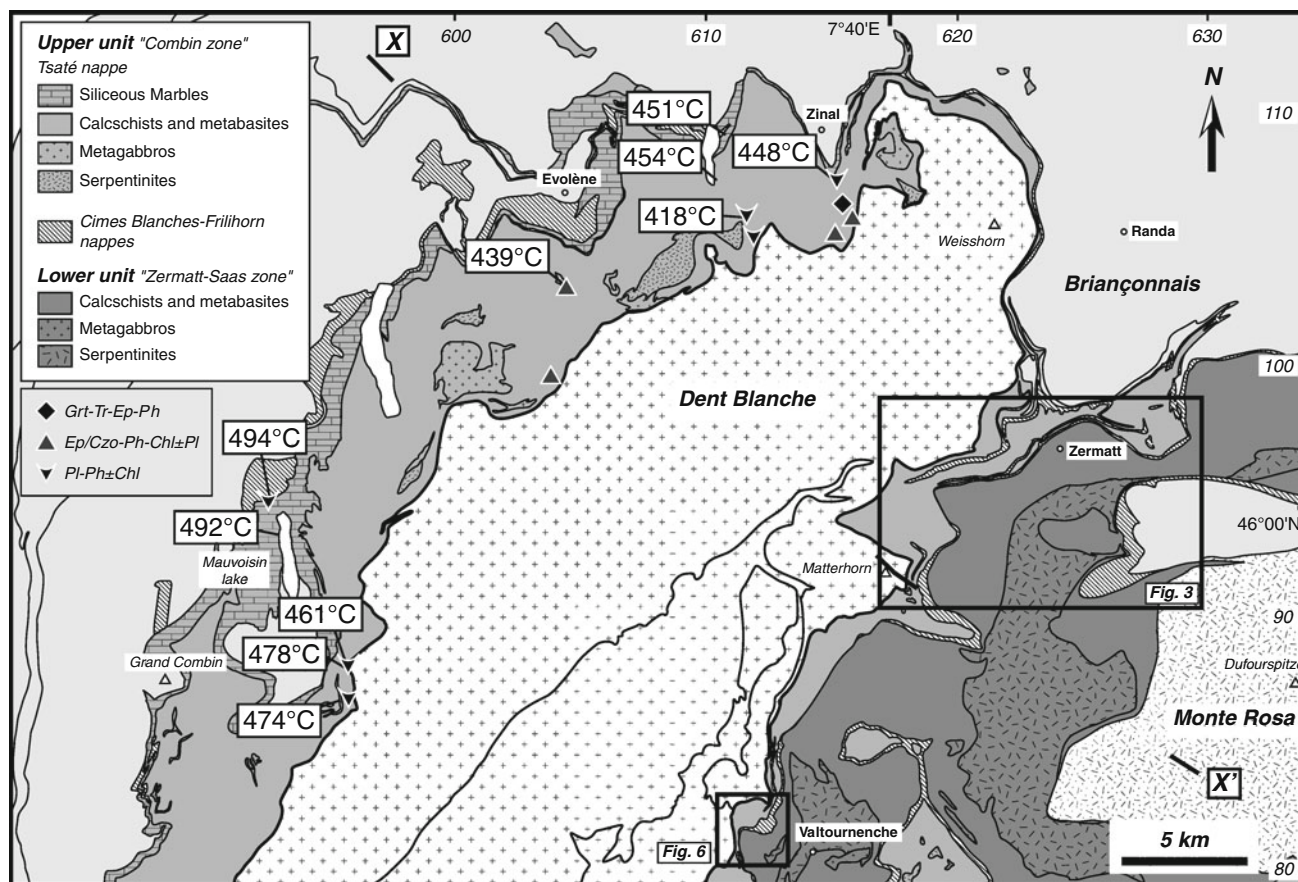 Upper unit "Combin zone"
Tsaté nappe
Siliceous Marbles
Calcschists and metabasites
Metagabbros
Serpentinites
Cimes Blanches-Frilihorn
nappes
Lower unit "Zermatt-Saas zone"
Calcschists and metabasites
Metagabbros
Serpentinites
Grt-Tr-Ep-Ph
Ep/Czo-Ph-Chl±Pl
Pl-Ph±Chl
600
610
7°40'E
620
630
X
N
110
451°C
Zinal
454°C
448°C
Evolène
418°C
Weisshorn
Randa
439°C
Briançonnais
100
Dent Blanche
494°C
Zermatt
492°C
46°00'N
Mauvoisin
lake
Matterhorn
Fig. 3
461°C
90
478°C
Grand Combin
Dufourspitze
474°C
Monte Rosa
X'
Valtournenche
Fig. 6
5 km
80